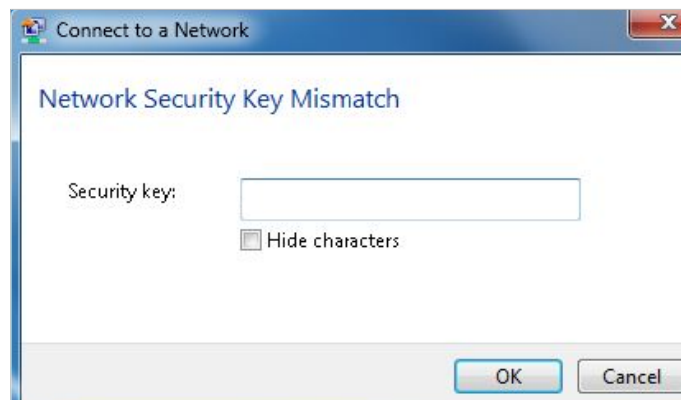 Connect to a Network
Network Security Key Mismatch
Security key:
Hide characters
OK Cancel